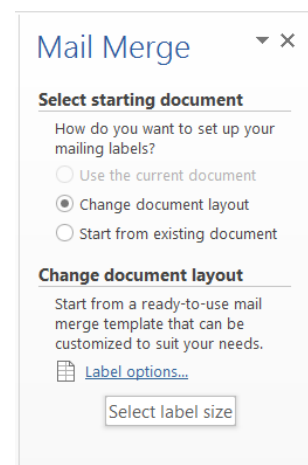 Mail Merge
Select starting document
How do you want to set up your
mailing labels?
Use the current document
Change document layout
Start from existing document
Change document layout
Start from a ready-to-use mail
merge template that can be
customized to suit your needs.
Label options...
Select label size